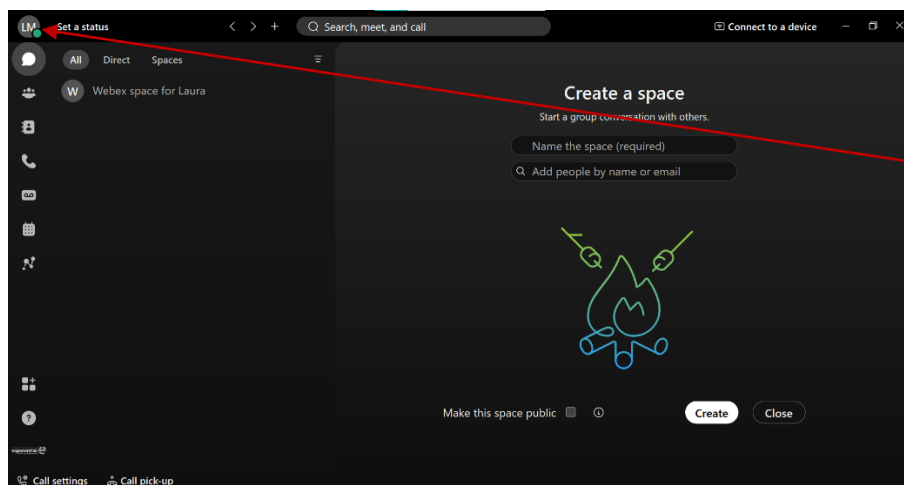 LM Set a status
Search, meet, and call
Connect to a device
All Direct Spaces
W Webex space for Laura
Create a space
Start a group conversation with others.
Name the space (required)
Add people by name or email
Make this space public
Create Close
Call settings Call pick-up